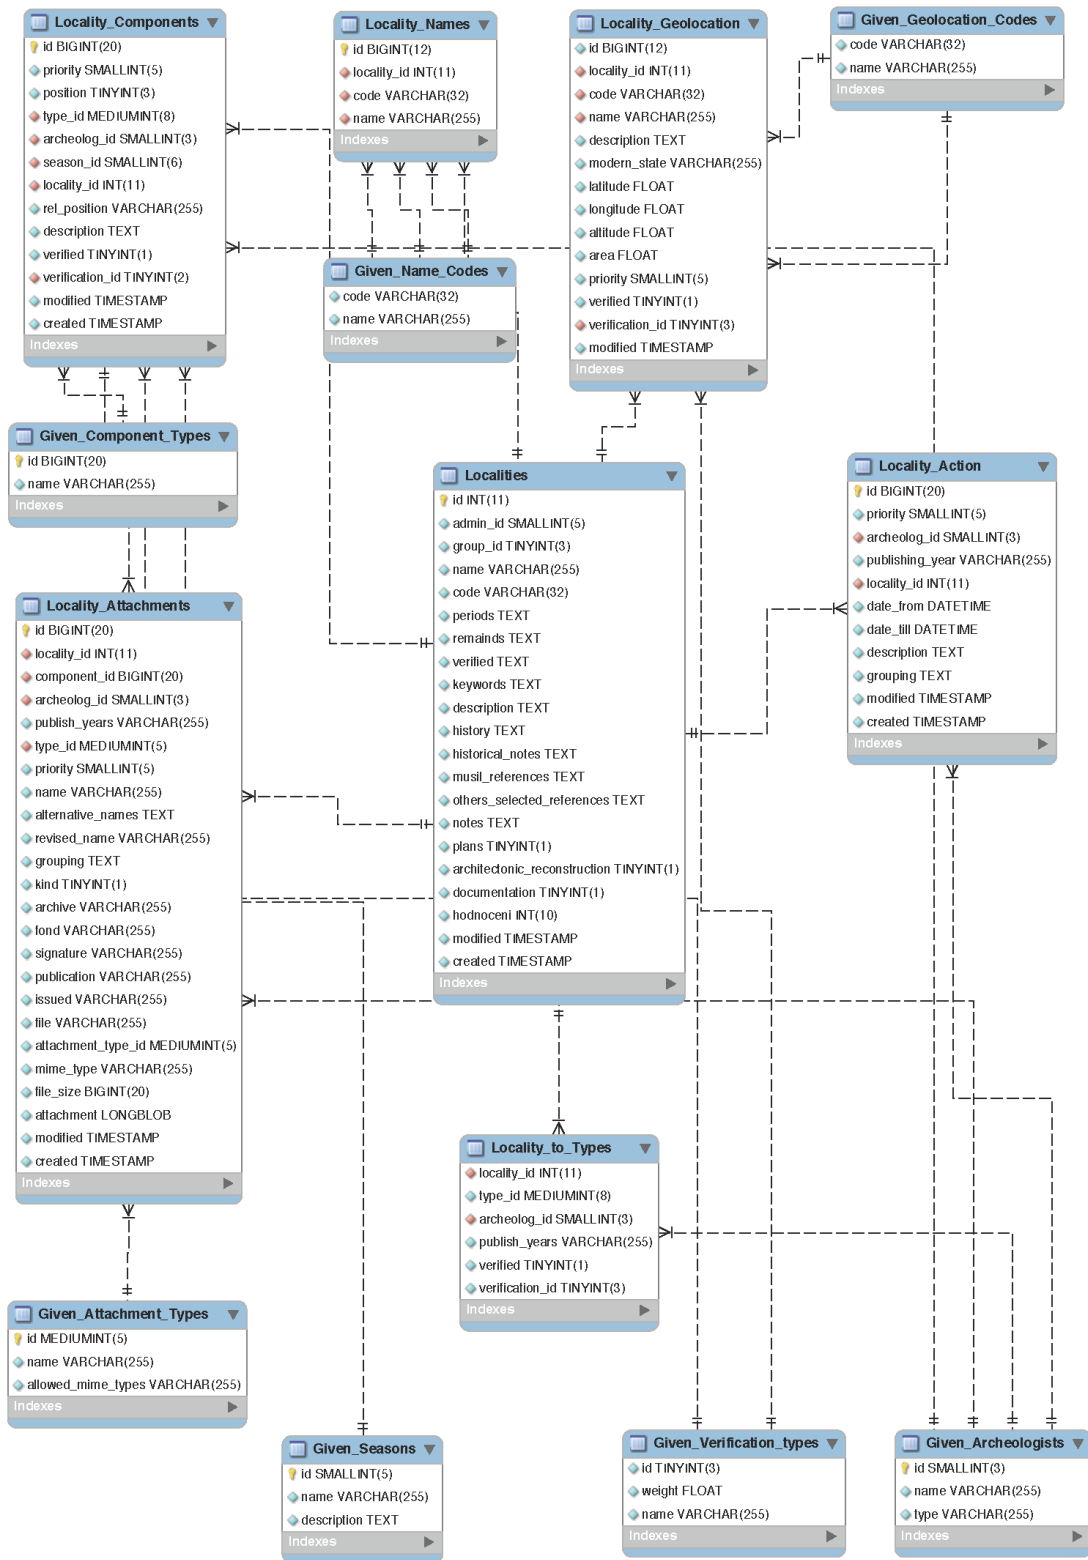 Locality_Components
id BIGINT(20)
priority SMALLINT(5)
position TINYINT(3)
type_id MEDIUMINT(8)
archeolog_id SMALLINT(3)
season_id SMALLINT(6)
locality_id INT(11)
rel_position VARCHAR(255)
description TEXT
verified TINYINT(1)
verification_id TINYINT(2)
modified TIMESTAMP
created TIMESTAMP
Indexes
Locality_Names
id BIGINT(12)
locality_id INT(11)
code VARCHAR(32)
name VARCHAR(255)
Indexes
Locality_Geolocation
id BIGINT(12)
locality_id INT(11)
code VARCHAR(32)
name VARCHAR(255)
description TEXT
modern_state VARCHAR(255)
latitude FLOAT
longitude FLOAT
altitude FLOAT
area FLOAT
priority SMALLINT(5)
verified TINYINT(1)
verification_id TINYINT(3)
modified TIMESTAMP
Indexes
Given_Geolocation_Codes
code VARCHAR(32)
name VARCHAR(255)
Indexes
Given_Name_Codes
code VARCHAR(32)
name VARCHAR(255)
Indexes
Given_Component_Types
id BIGINT(20)
name VARCHAR(255)
Indexes
Localities
id INT(11)
admin_id SMALLINT(5)
group_id TINYINT(3)
name VARCHAR(255)
code VARCHAR(32)
periods TEXT
remainds TEXT
verified TEXT
keywords TEXT
description TEXT
history TEXT
historical_notes TEXT
musil_references TEXT
others_selected_references TEXT
notes TEXT
plans TINYINT(1)
architectonic_reconstruction TINYINT(1)
documentation TINYINT(1)
hodnoceni INT(10)
modified TIMESTAMP
created TIMESTAMP
Indexes
Locality_Action
id BIGINT(20)
priority SMALLINT(5)
archeolog_id SMALLINT(3)
publishing_year VARCHAR(255)
locality_id INT(11)
date_from DATETIME
date_till DATETIME
description TEXT
grouping TEXT
modified TIMESTAMP
created TIMESTAMP
Indexes
Locality_Attachments
id BIGINT(20)
locality_id INT(11)
component_id BIGINT(20)
archeolog_id SMALLINT(3)
publish_years VARCHAR(255)
type_id MEDIUMINT(5)
priority SMALLINT(5)
name VARCHAR(255)
alternative_names TEXT
revised_name VARCHAR(255)
grouping TEXT
kind TINYINT(1)
archive VARCHAR(255)
fond VARCHAR(255)
signature VARCHAR(255)
publication VARCHAR(255)
issued VARCHAR(255)
file VARCHAR(255)
attachment_type_id MEDIUMINT(5)
mime_type VARCHAR(255)
file_size BIGINT(20)
attachment LONGBLOB
modified TIMESTAMP
created TIMESTAMP
Indexes
Locality_to_Types
locality_id INT(11)
type_id MEDIUMINT(8)
archeolog_id SMALLINT(3)
publish_years VARCHAR(255)
verified TINYINT(1)
verification_id TINYINT(3)
Indexes
Given_Attachment_Types
id MEDIUMINT(5)
name VARCHAR(255)
allowed_mime_types VARCHAR(255)
Indexes
Given_Seasons
id SMALLINT(5)
name VARCHAR(255)
description TEXT
Indexes
Given_Verification_types
id TINYINT(3)
weight FLOAT
name VARCHAR(255)
Indexes
Given_Archeologists
id SMALLINT(3)
name VARCHAR(255)
type VARCHAR(255)
Indexes